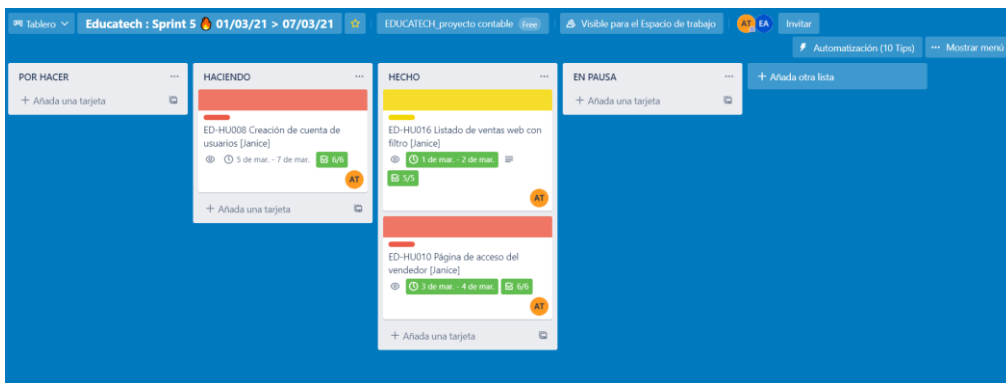 Tablero
Educatech : Sprint 5 🔥 01/03/21 > 07/03/21
EDUCATECH_proyecto contable Free
Visible para el Espacio de trabajo
AT EA
Invitar
Automatización (10 Tips)
··· Mostrar menú
POR HACER ···
+ Añada una tarjeta
HACIENDO ···
ED-HU008 Creación de cuenta de
usuarios [Janice]
5 de mar. - 7 de mar. 6/6
AT
+ Añada una tarjeta
HECHO ···
ED-HU016 Listado de ventas web con
filtro [Janice]
1 de mar. - 2 de mar.
5/5
AT
ED-HU010 Página de acceso del
vendedor [Janice]
3 de mar. - 4 de mar. 6/6
AT
+ Añada una tarjeta
EN PAUSA ···
+ Añada una tarjeta
+ Añada otra lista